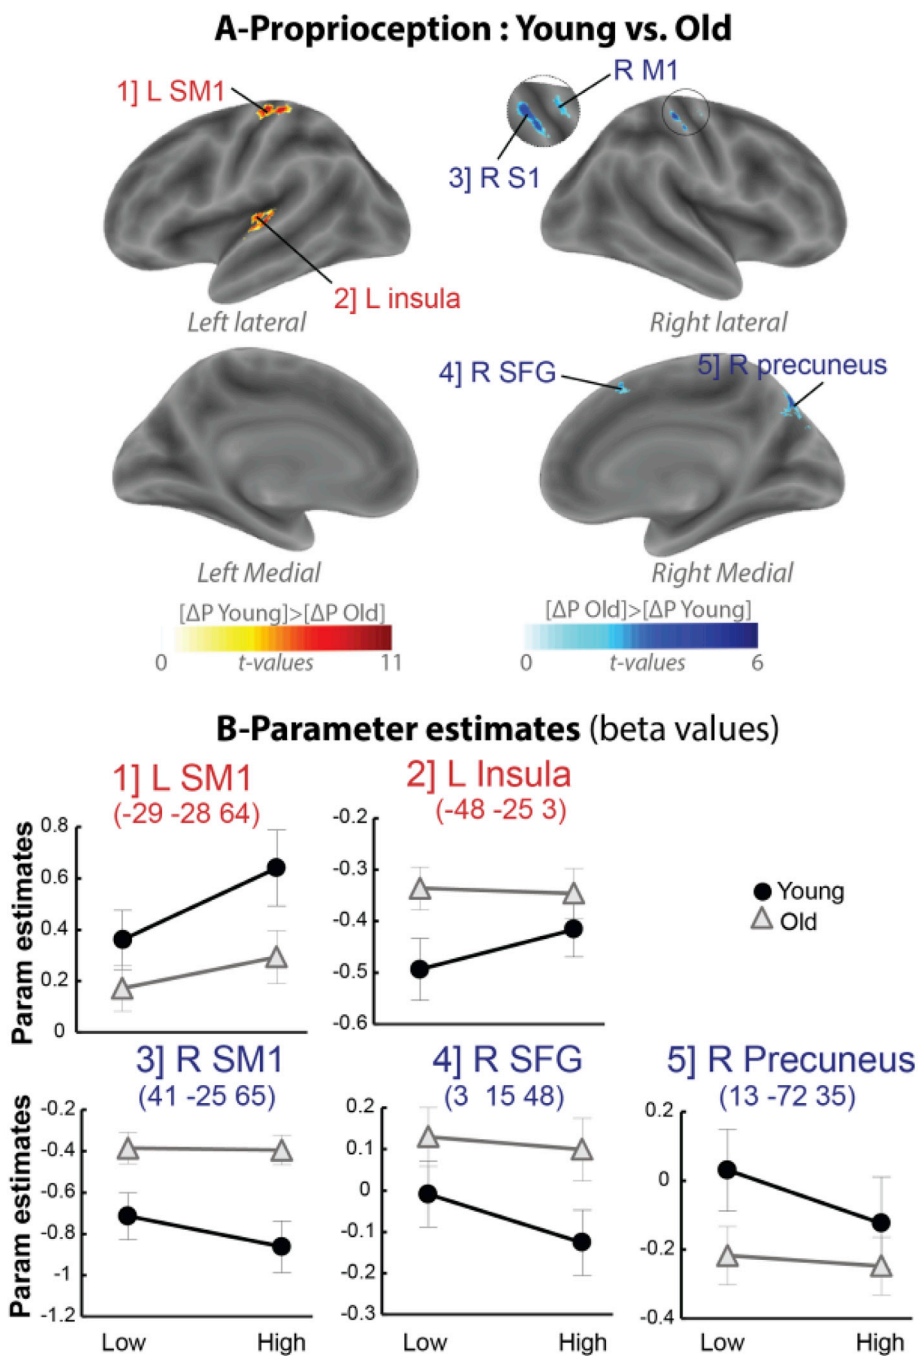 A-Proprioception : Young vs. Old
1] L SM1
R M1
3] R S1
2] L insula
Left lateral
Right lateral
4] R SFG
5] R precuneus
Left Medial
Right Medial
[ΔP Young]>[ΔP Old]
[ΔP Old]>[ΔP Young]
0 t-values 11
0 t-values 6
B-Parameter estimates (beta values)
1] L SM1
(-29 -28 64)
2] L Insula
(-48 -25 3)
Param estimates
0.8
0.6
0.4
0.2
0
-0.2
-0.3
-0.4
-0.5
-0.6
Young
Old
3] R SM1
(41 -25 65)
4] R SFG
(3 15 48)
5] R Precuneus
(13 -72 35)
Param estimates
-0.2
-0.4
-0.6
-0.8
-1
-1.2
0.2
0.1
0
-0.1
-0.2
-0.3
0.2
0
-0.2
-0.4
Low High
Low High
Low High